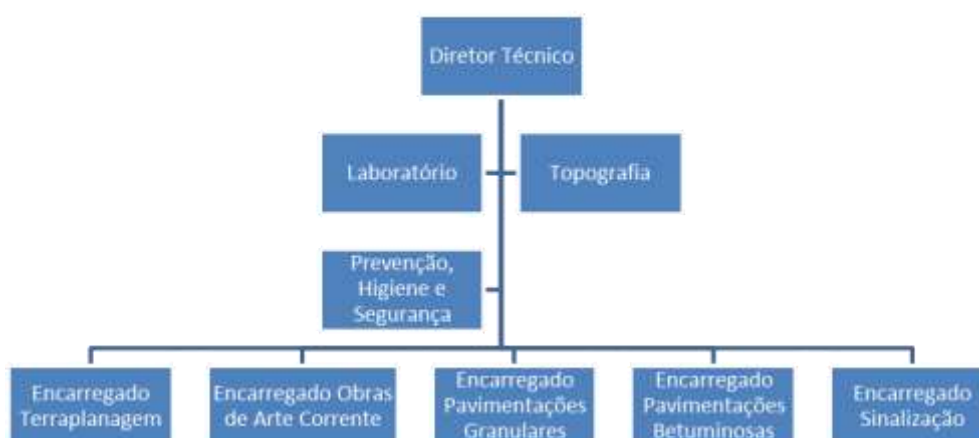 Diretor Técnico
Laboratório
Topografia
Prevenção,
Higiene e
Segurança
Encarregado
Terraplanagem
Encarregado Obras
de Arte Corrente
Encarregado
Pavimentações
Granulares
Encarregado
Pavimentações
Betuminosas
Encarregado
Sinalização